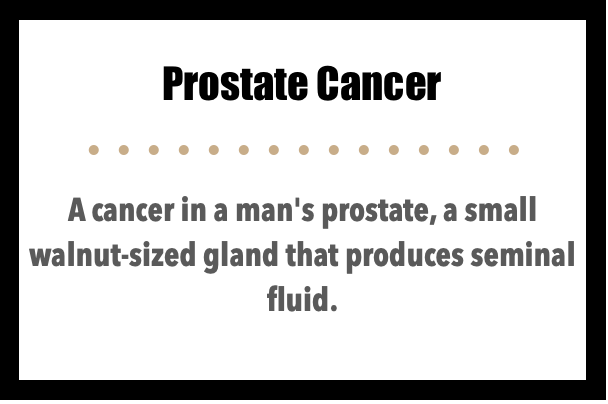 Prostate Cancer
A cancer in a man's prostate, a small
walnut-sized gland that produces seminal
fluid.